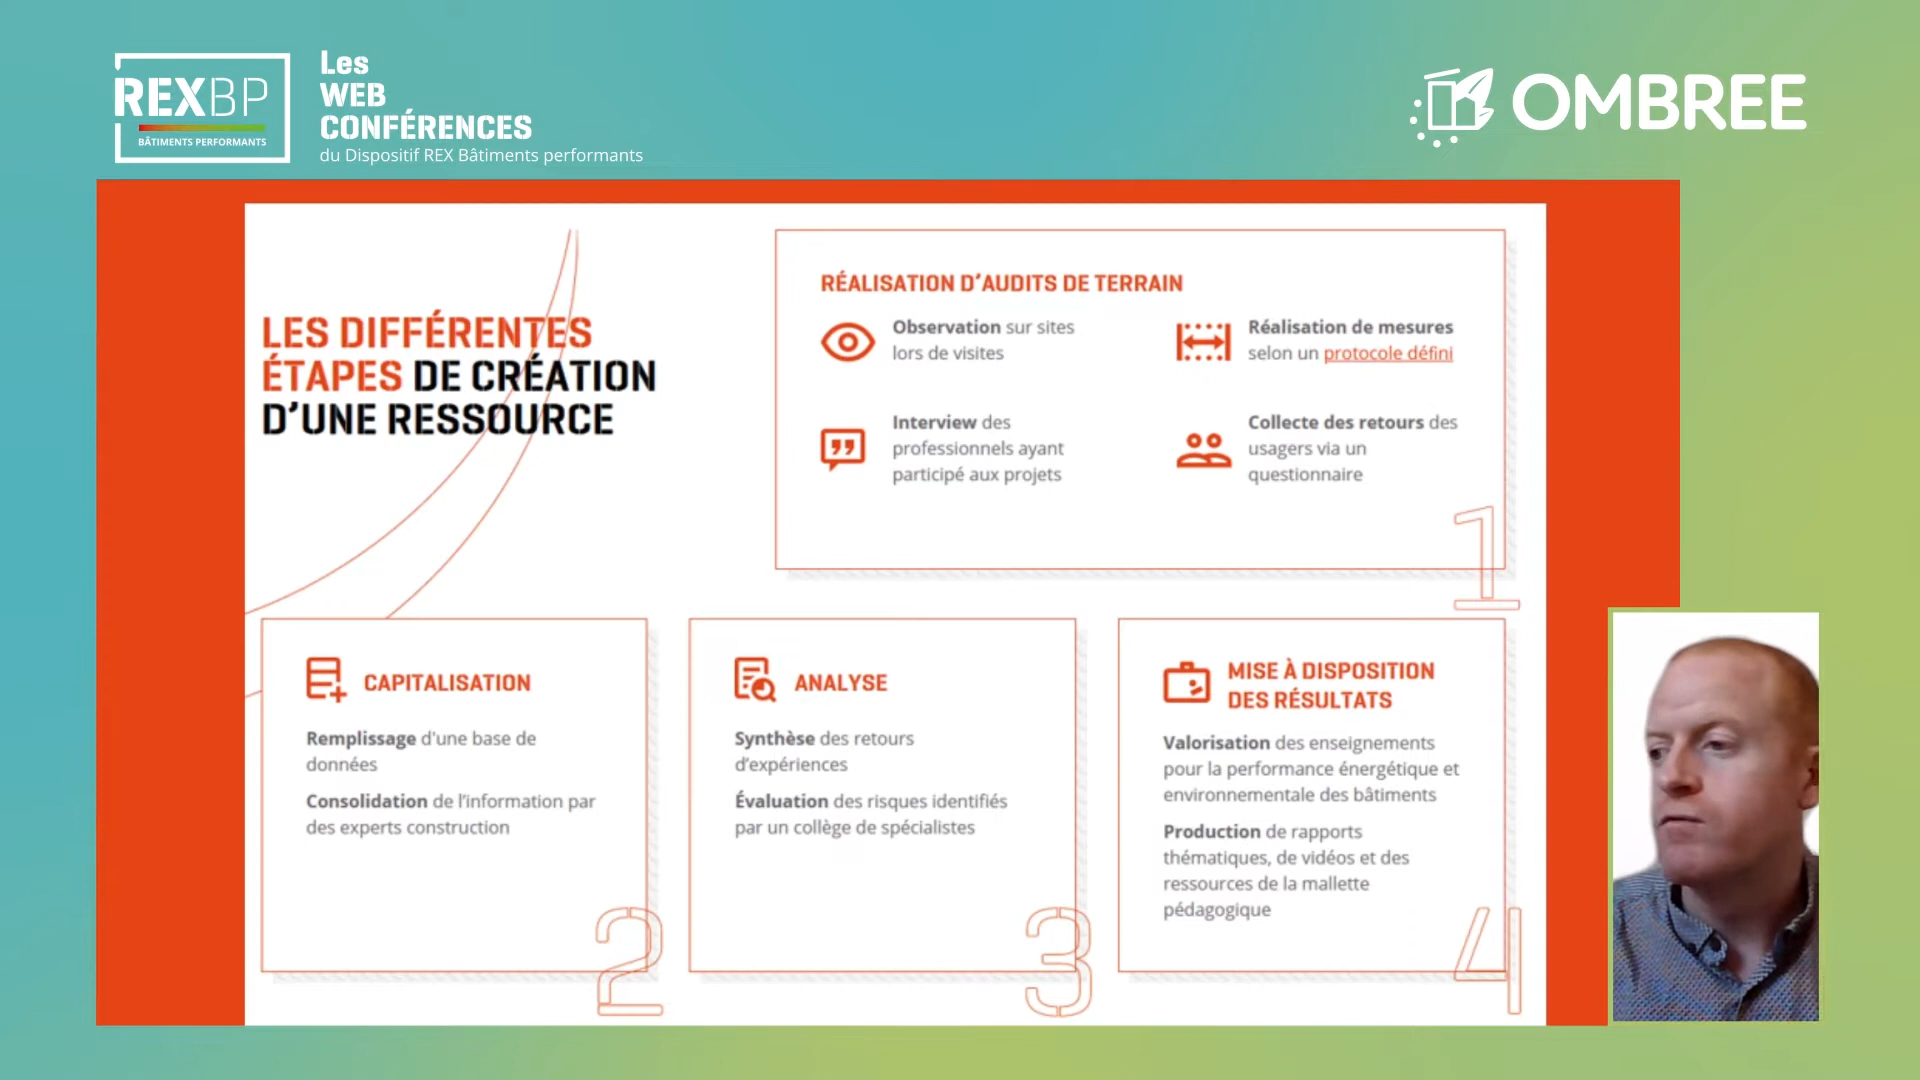 REXBP
BÂTIMENTS PERFORMANTS
Les
WEB
CONFÉRENCES
du Dispositif REX Bâtiments performants
OMBREE
LES DIFFÉRENTES
ÉTAPES DE CRÉATION
D’UNE RESSOURCE
RÉALISATION D’AUDITS DE TERRAIN
Observation sur sites
lors de visites
Réalisation de mesures
selon un protocole défini
Interview des
professionnels ayant
participé aux projets
Collecte des retours des
usagers via un
questionnaire
1
CAPITALISATION
Remplissage d'une base de
données
Consolidation de l’information par
des experts construction
2
ANALYSE
Synthèse des retours
d’expériences
Évaluation des risques identifiés
par un collège de spécialistes
3
MISE À DISPOSITION
DES RÉSULTATS
Valorisation des enseignements
pour la performance énergétique et
environnementale des bâtiments
Production de rapports
thématiques, de vidéos et des
ressources de la mallette
pédagogique
4